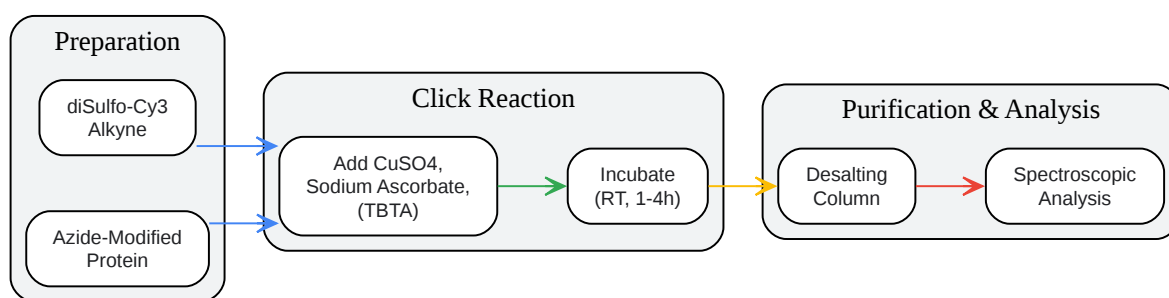 Preparation
diSulfo-Cy3
Alkyne
Azide-Modified
Protein
Click Reaction
Add CuSO4,
Sodium Ascorbate,
(TBTA)
Incubate
(RT, 1-4h)
Purification & Analysis
Desalting
Column
Spectroscopic
Analysis